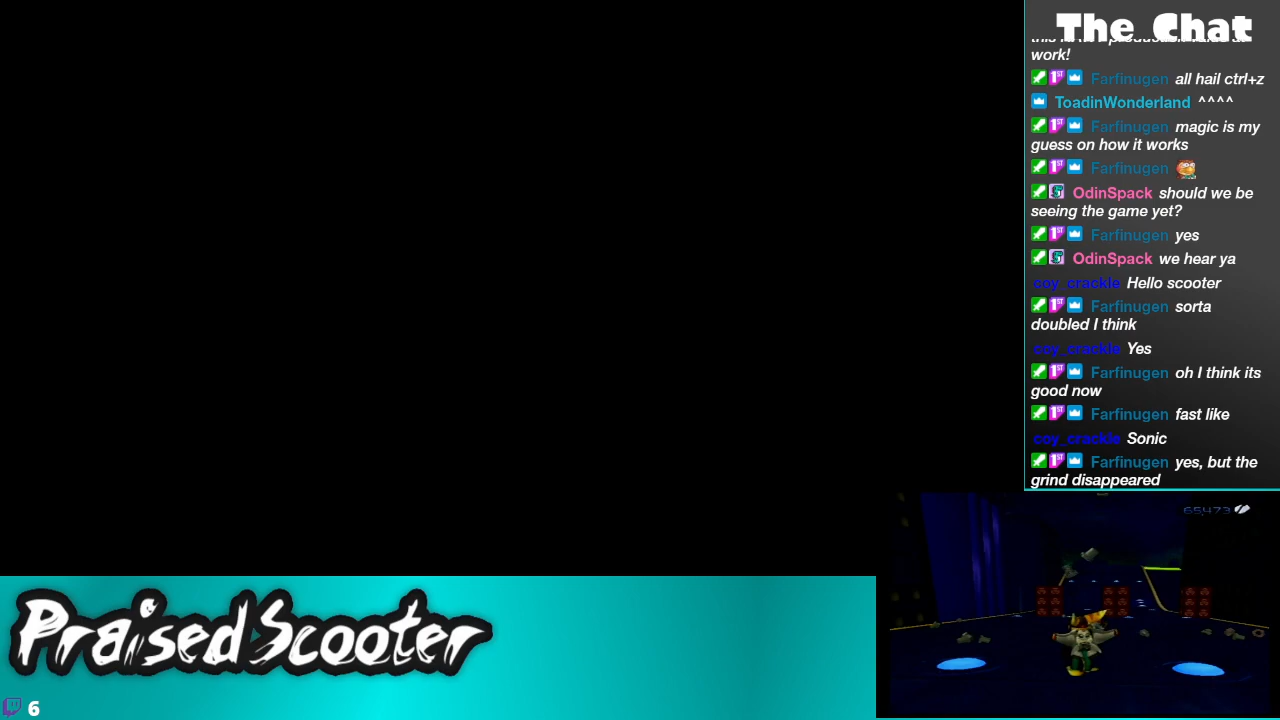 The Chat
work!
Farfinugen all hail ctrl+z
ToadinWonderland ^^^^
Farfinugen magic is my
guess on how it works
Farfinugen
OdinSpack should we be
seeing the game yet?
Farfinugen yes
OdinSpack we hear ya
coy_crackle Hello scooter
Farfinugen sorta
doubled I think
coy_crackle Yes
Farfinugen oh I think its
good now
Farfinugen fast like
coy_crackle Sonic
Farfinugen yes, but the
grind disappeared
65,473
PraisedScooter
6